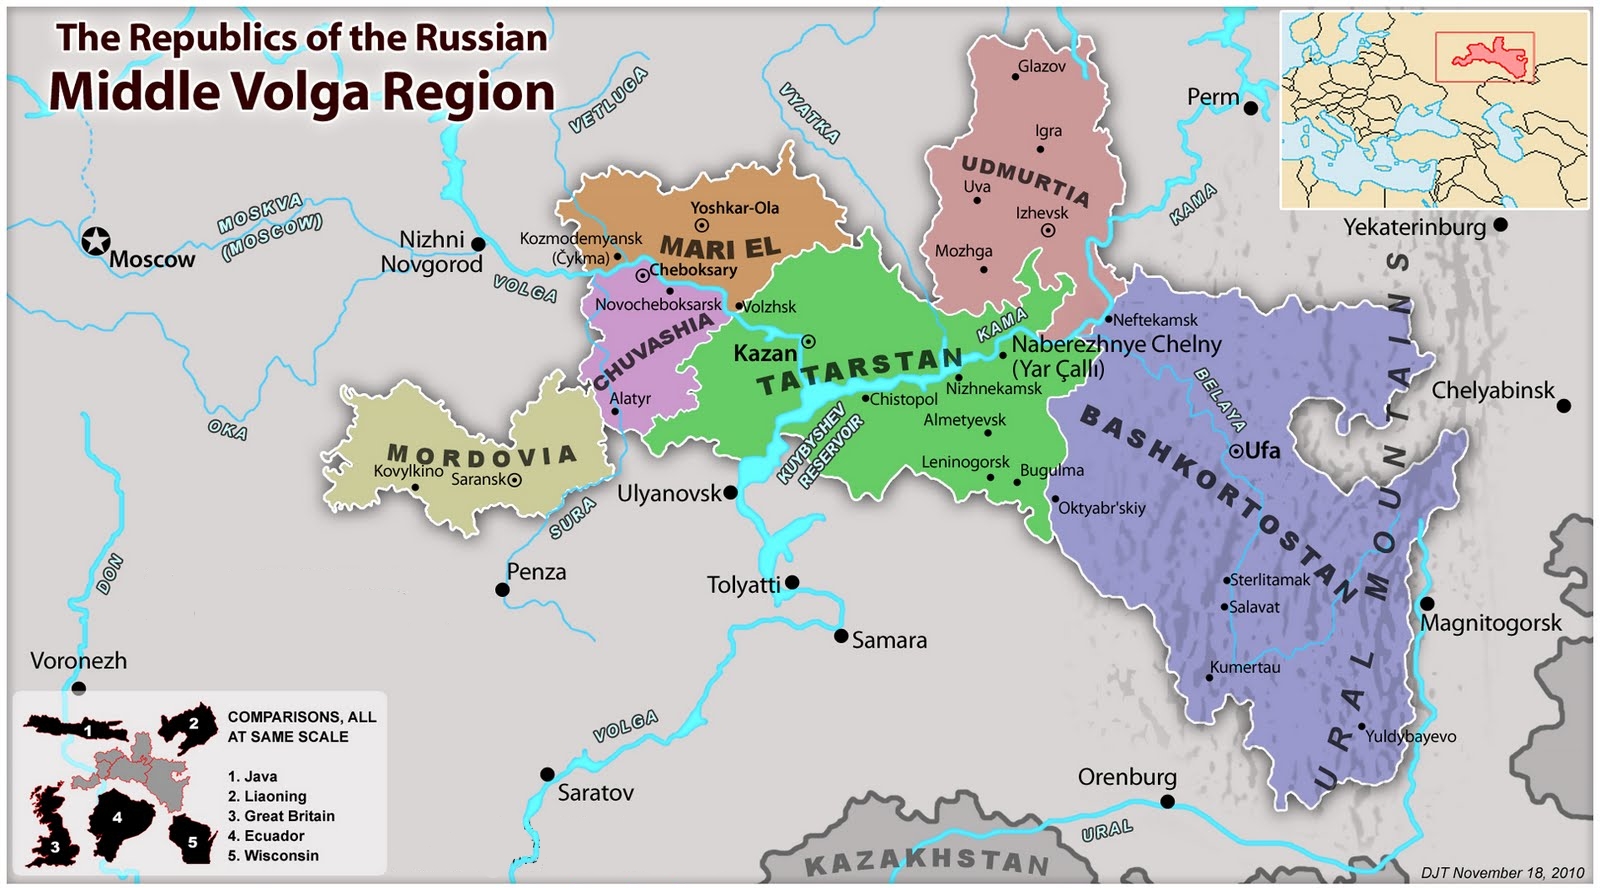 The Republics of the Russian
Middle Volga Region
VETLUGA
VYATKA
Glazov
Igra
UDMURTIA
Uva
Izhevsk
Mozhga
Perm
KAMA
Yekaterinburg
MOSKVA
(MOSCOW)
Moscow
Nizhni
Novgorod
VOLGA
Kozmodemyansk
(Čykma)
Yoshkar-Ola
MARI EL
Cheboksary
Novocheboksarsk
Volzhsk
CHUVASHIA
Alatyr
Kazan
TATARSTAN
KAMA
Neftekamsk
Naberezhnye Chelny
(Yar Çallı)
Nizhnekamsk
Chistopol
Almetyevsk
Leninogorsk
Bugulma
KUYBYSHEV
RESERVOIR
OKA
MORDOVIA
Kovylkino
Saransk
Ulyanovsk
SURA
Penza
DON
Voronezh
Tolyatti
Samara
VOLGA
Saratov
BELAYA
BASHKORTOSTAN
Ufa
Oktyabr'skiy
Sterlitamak
Salavat
Kumertau
Yuldybayevo
URAL MOUNTAINS
Chelyabinsk
Magnitogorsk
Orenburg
URAL
KAZAKHSTAN
COMPARISONS, ALL
AT SAME SCALE
1. Java
2. Liaoning
3. Great Britain
4. Ecuador
5. Wisconsin
1
2
3
4
5
DJT November 18, 2010